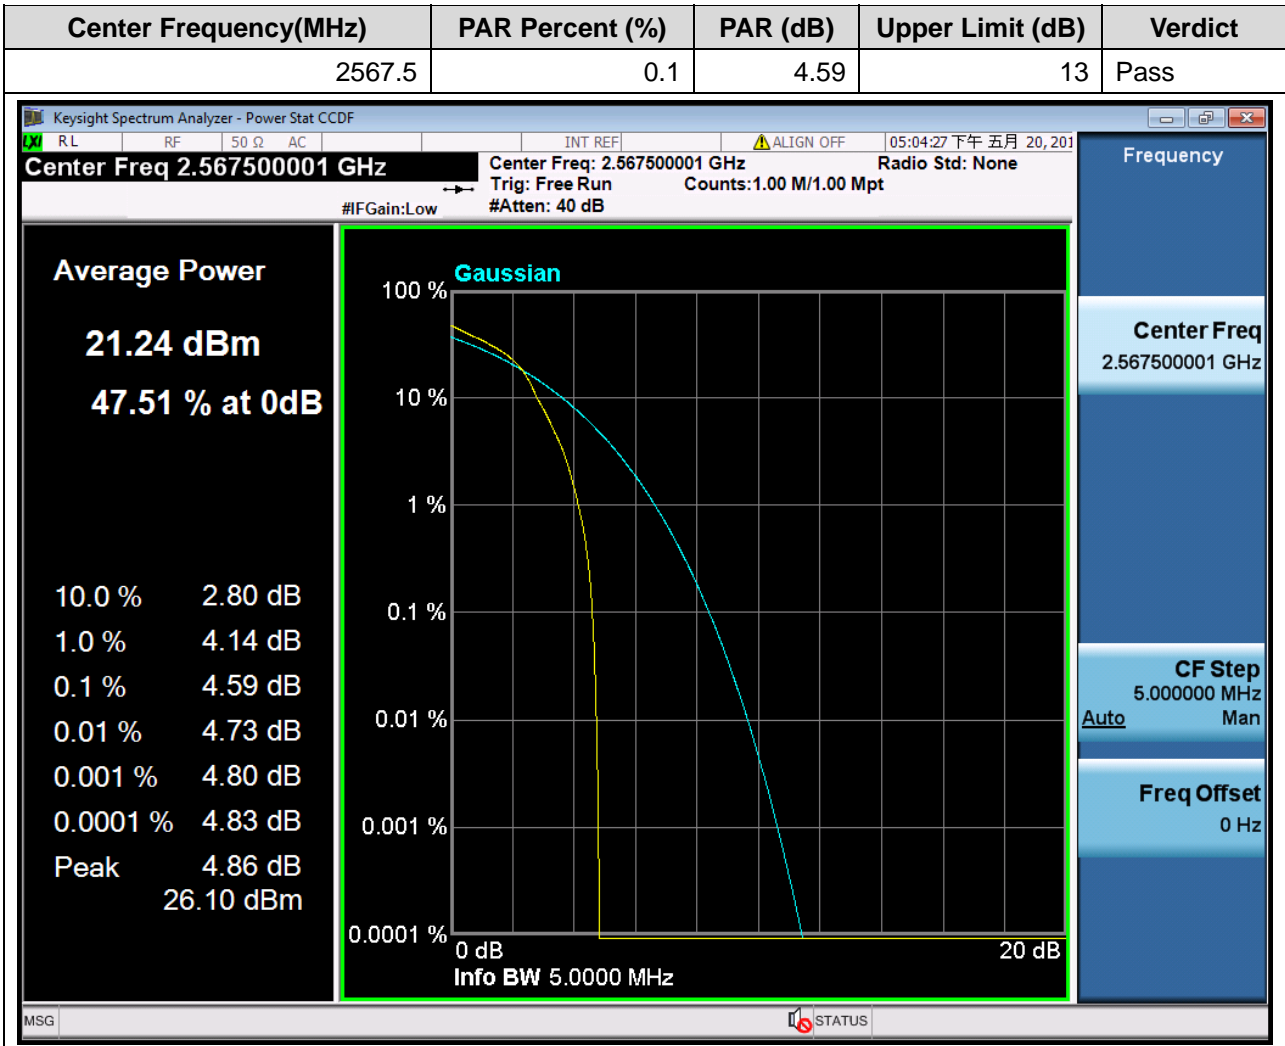 Center Frequency(MHz) PAR Percent (%) PAR (dB) Upper Limit (dB) Verdict
2567.5 0.1 4.59 13 Pass
Keysight Spectrum Analyzer - Power Stat CCDF
LXI RL RF 50 Ω AC INT REF ALIGN OFF 05:04:27 下午 五月 20, 201
Center Freq 2.567500001 GHz
Center Freq: 2.567500001 GHz Radio Std: None
Trig: Free Run Counts:1.00 M/1.00 Mpt
#IFGain:Low #Atten: 40 dB
Frequency
Average Power
21.24 dBm
47.51 % at 0dB
10.0 % 2.80 dB
1.0 % 4.14 dB
0.1 % 4.59 dB
0.01 % 4.73 dB
0.001 % 4.80 dB
0.0001 % 4.83 dB
Peak 4.86 dB
26.10 dBm
Gaussian
100 %
10 %
1 %
0.1 %
0.01 %
0.001 %
0.0001 %
0 dB 20 dB
Info BW 5.0000 MHz
Center Freq
2.567500001 GHz
CF Step
5.000000 MHz
Auto Man
Freq Offset
0 Hz
MSG STATUS